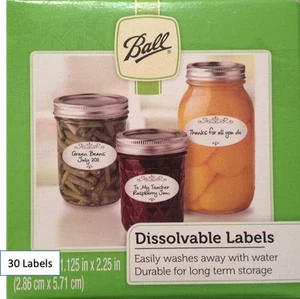 Ball
Thanks for all you do
Green Beans
July 2011
To My Teacher
Raspberry Jam
Dissolvable Labels
Easily washes away with water
Durable for long term storage
30 Labels
1.125 in x 2.25 in
(2.86 cm x 5.71 cm)